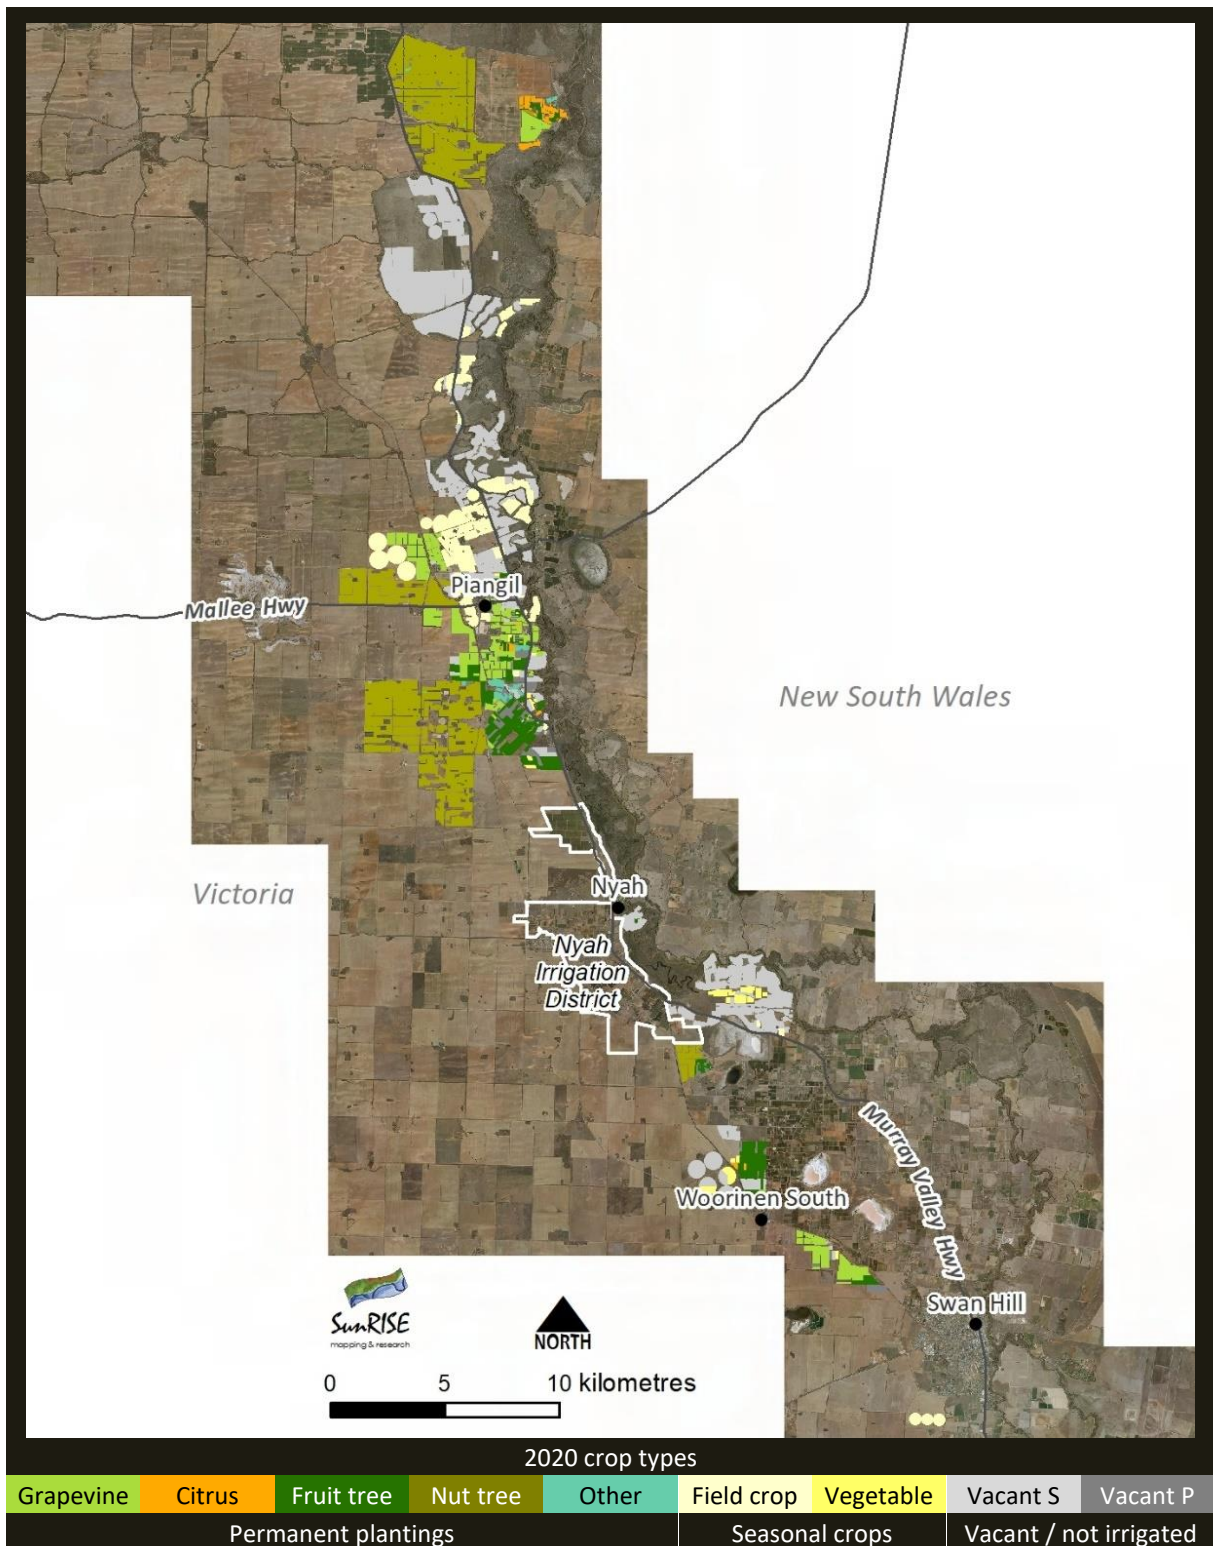 Piangil
Mallee Hwy
New South Wales
Victoria
Nyah
Nyah
Irrigation
District
Murray Valley Hwy
Woorinen South
Swan Hill
SunRISE
mapping & research
NORTH
0 5 10 kilometres
2020 crop types
Grapevine Citrus Fruit tree Nut tree Other Field crop Vegetable Vacant S Vacant P
Permanent plantings Seasonal crops Vacant / not irrigated